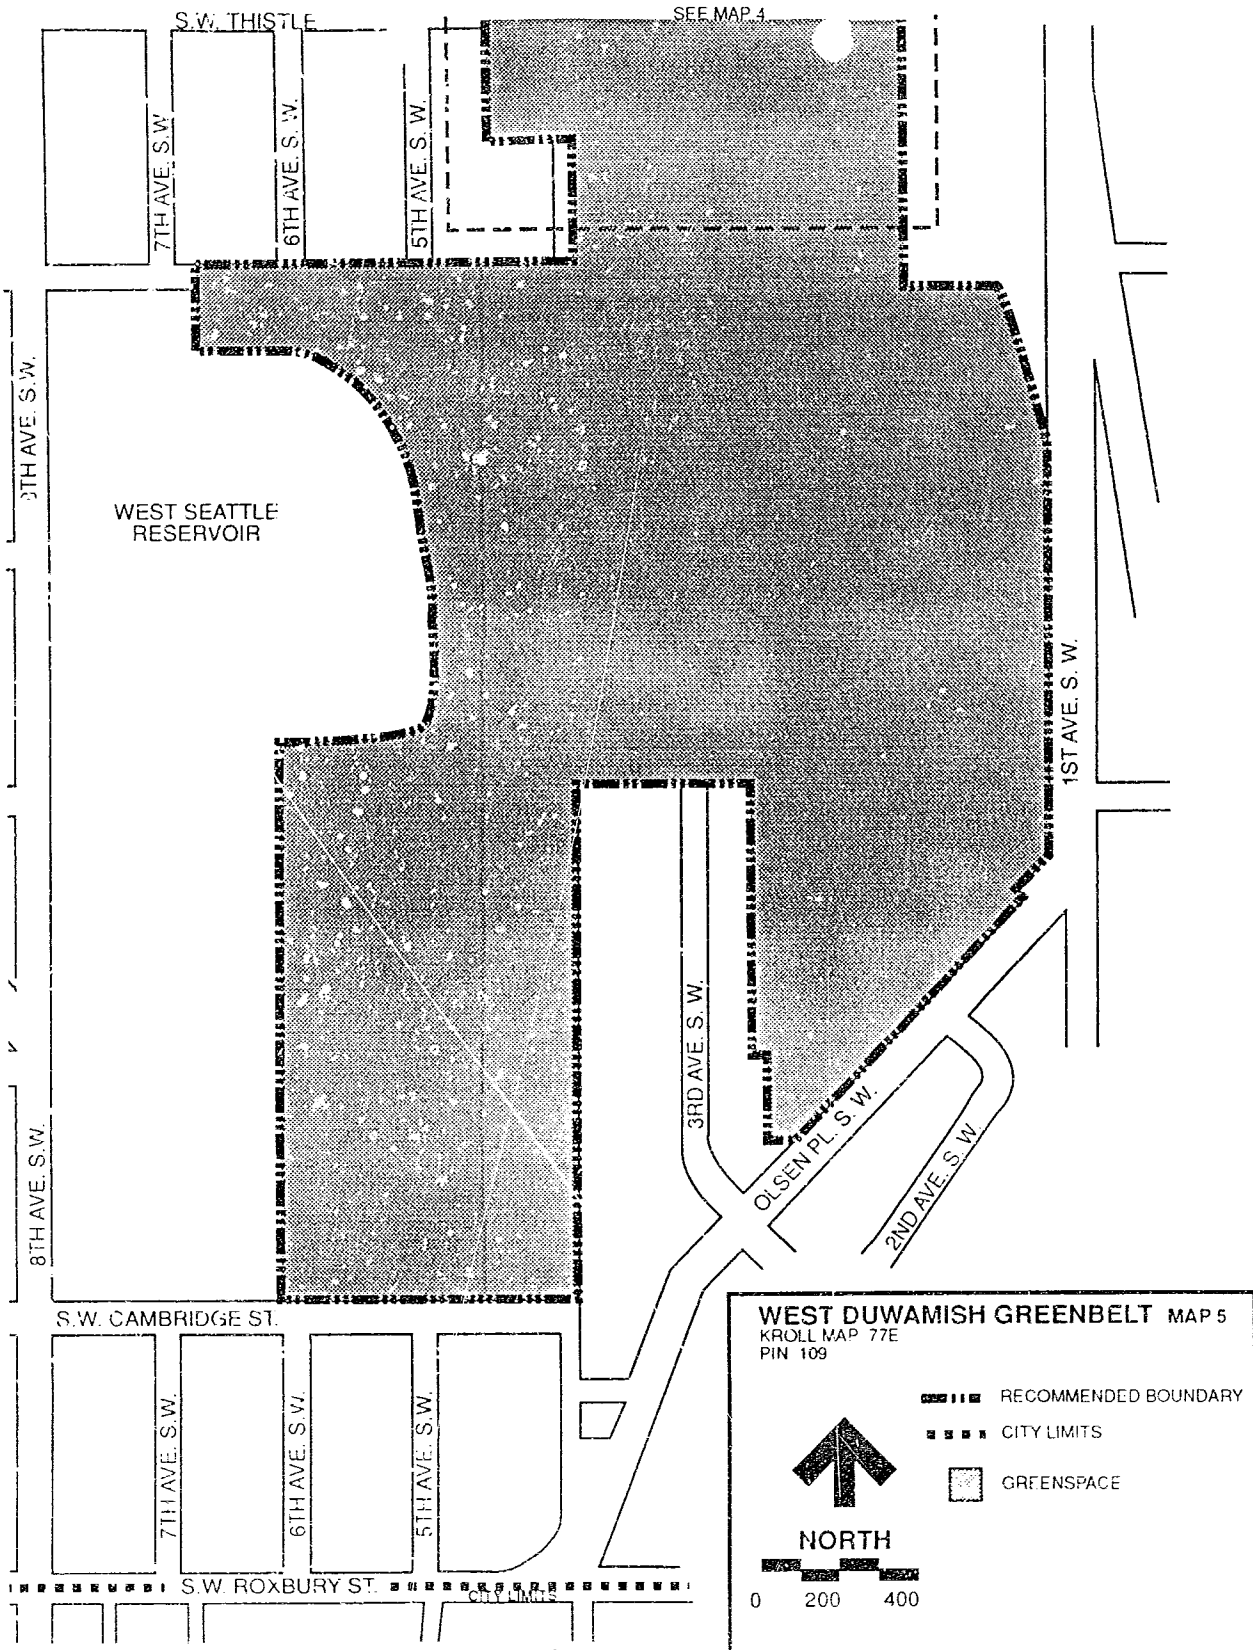 S.W. THISTLE
SEE MAP 4
7TH AVE. S.W
6TH AVE. S.W.
5TH AVE. S.W.
8TH AVE. S.W.
WEST SEATTLE
RESERVOIR
1ST AVE. S. W.
3RD AVE. S. W.
OLSEN PL. S. W.
2ND AVE. S. W.
8TH AVE. S.W.
S.W. CAMBRIDGE ST.
7TH AVE. S.W.
6TH AVE. S.W.
5TH AVE. S.W.
S.W. ROXBURY ST.
CITY LIMITS
WEST DUWAMISH GREENBELT MAP 5
KROLL MAP 77E
PIN 109
RECOMMENDED BOUNDARY
CITY LIMITS
GREENSPACE
NORTH
0 200 400